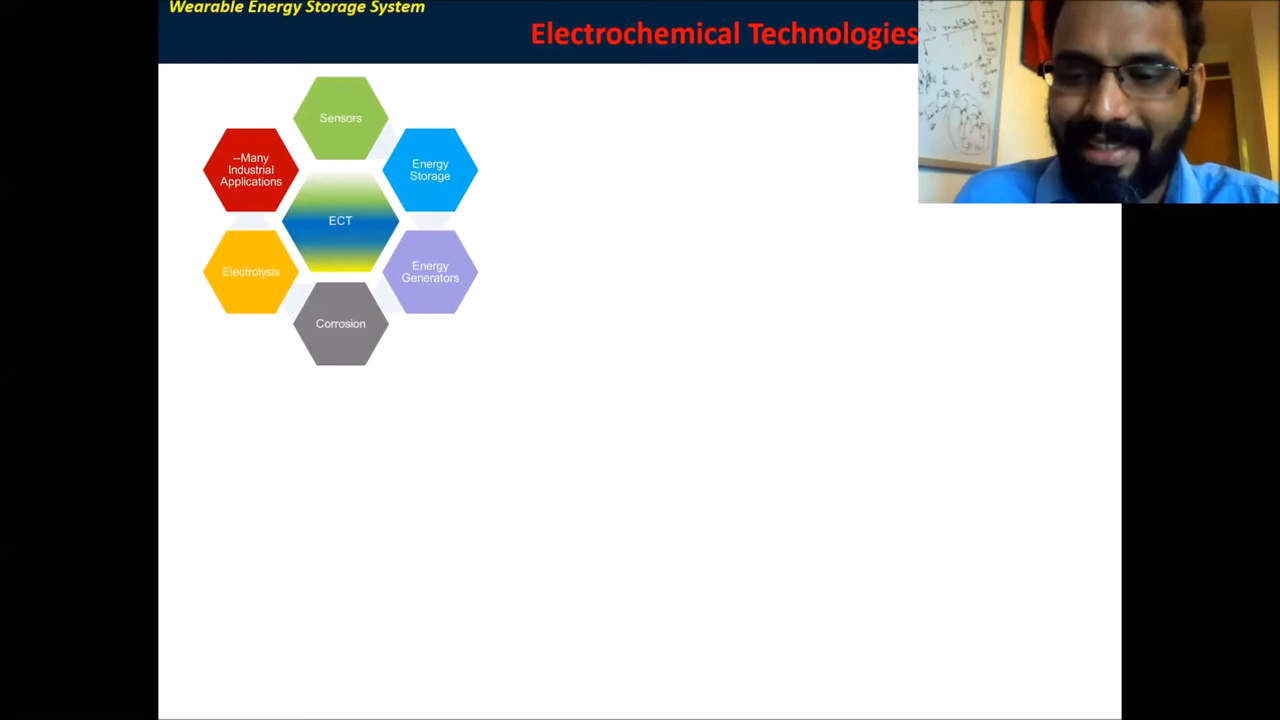 Wearable Energy Storage System
Electrochemical Technologies
Sensors
--Many
Industrial
Applications
Energy
Storage
ECT
Electrolysis
Energy
Generators
Corrosion